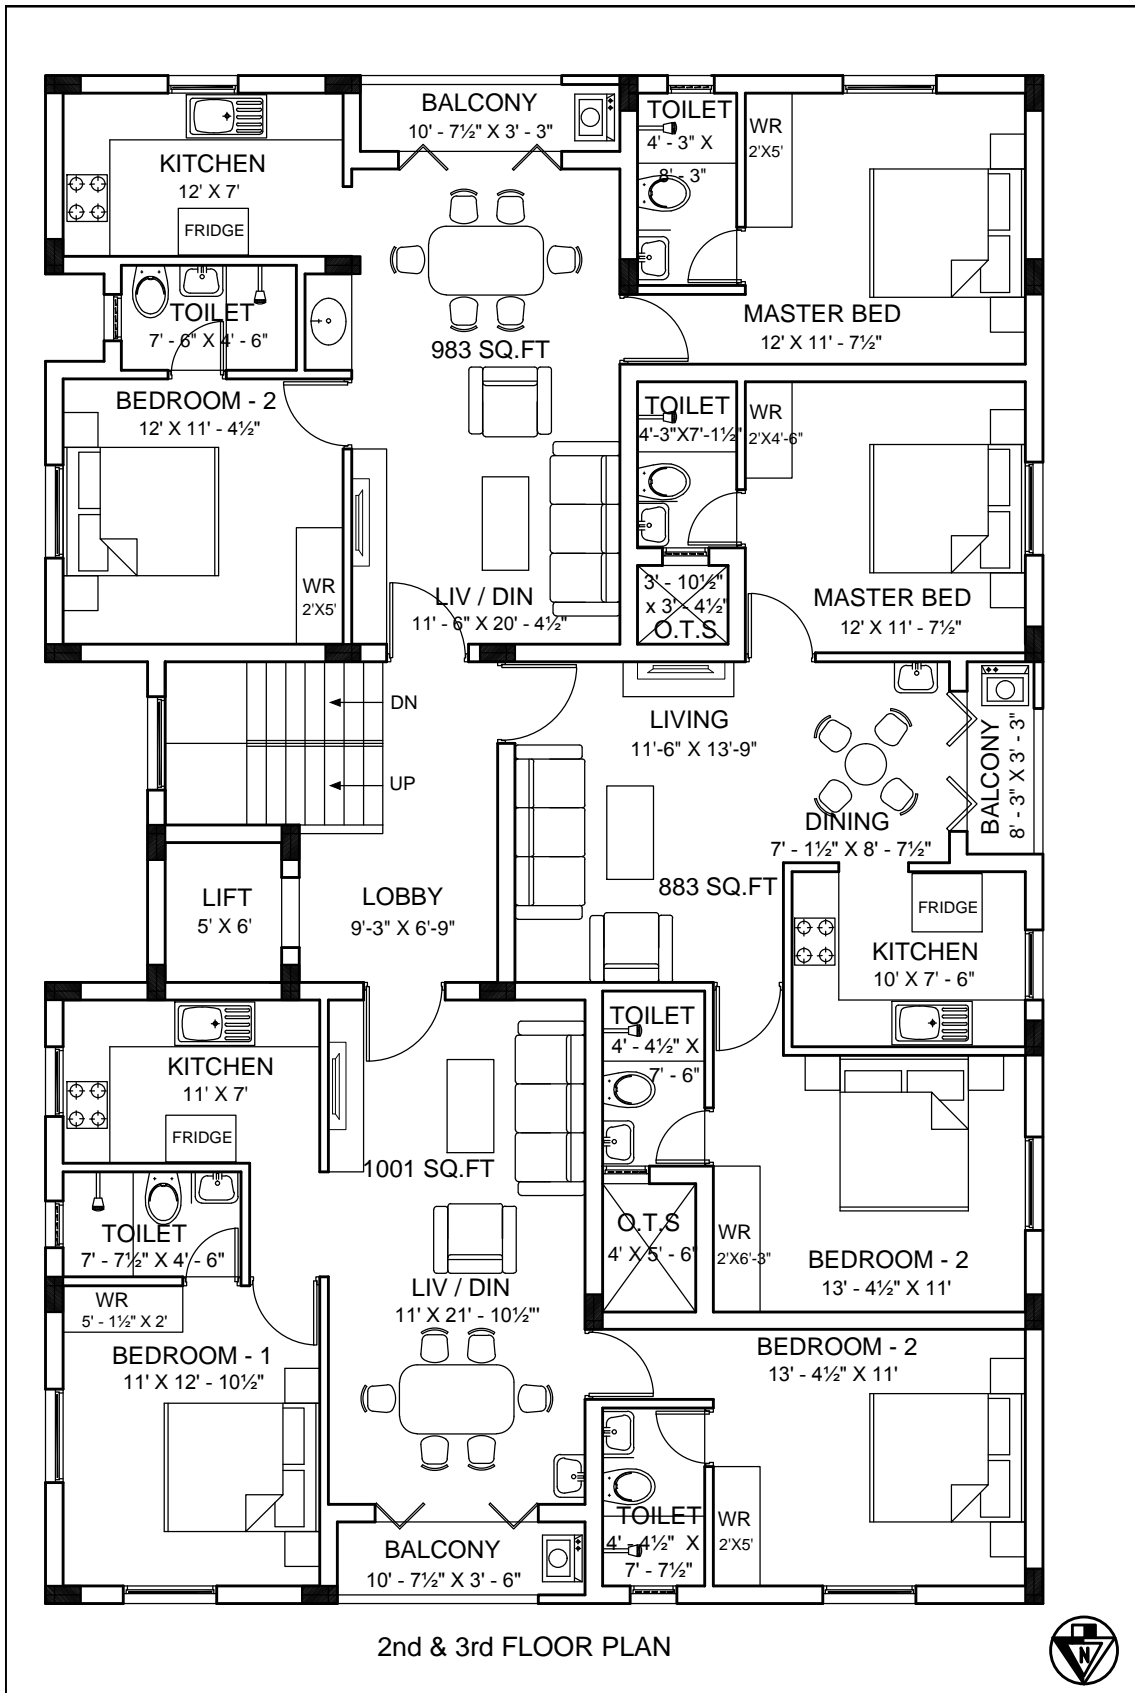 BALCONY
10' - 7½" X 3' - 3"
TOILET
4' - 3" X
8' - 3"
WR
2'X5'
KITCHEN
12' X 7'
FRIDGE
TOILET
7' - 6" X 4' - 6"
MASTER BED
12' X 11' - 7½"
983 SQ.FT
BEDROOM - 2
12' X 11' - 4½"
TOILET
4'-3"X7'-1½"
WR
2'X4'-6"
WR
2'X5'
LIV / DIN
11' - 6" X 20' - 4½"
3' - 10½"
x 3' - 4½"
O.T.S
MASTER BED
12' X 11' - 7½"
DN
UP
LIVING
11'-6" X 13'-9"
BALCONY
8' - 3" X 3' - 3"
DINING
7' - 1½" X 8' - 7½"
883 SQ.FT
LIFT
5' X 6'
LOBBY
9'-3" X 6'-9"
FRIDGE
KITCHEN
10' X 7' - 6"
TOILET
4' - 4½" X
7' - 6"
KITCHEN
11' X 7'
FRIDGE
1001 SQ.FT
TOILET
7' - 7½" X 4' - 6"
O.T.S
4' X 5' - 6"
WR
2'X6'-3"
BEDROOM - 2
13' - 4½" X 11'
WR
5' - 1½" X 2'
LIV / DIN
11' X 21' - 10½"'
BEDROOM - 1
11' X 12' - 10½"
BEDROOM - 2
13' - 4½" X 11'
TOILET
4' - 4½" X
7' - 7½"
WR
2'X5'
BALCONY
10' - 7½" X 3' - 6"
2nd & 3rd FLOOR PLAN
N